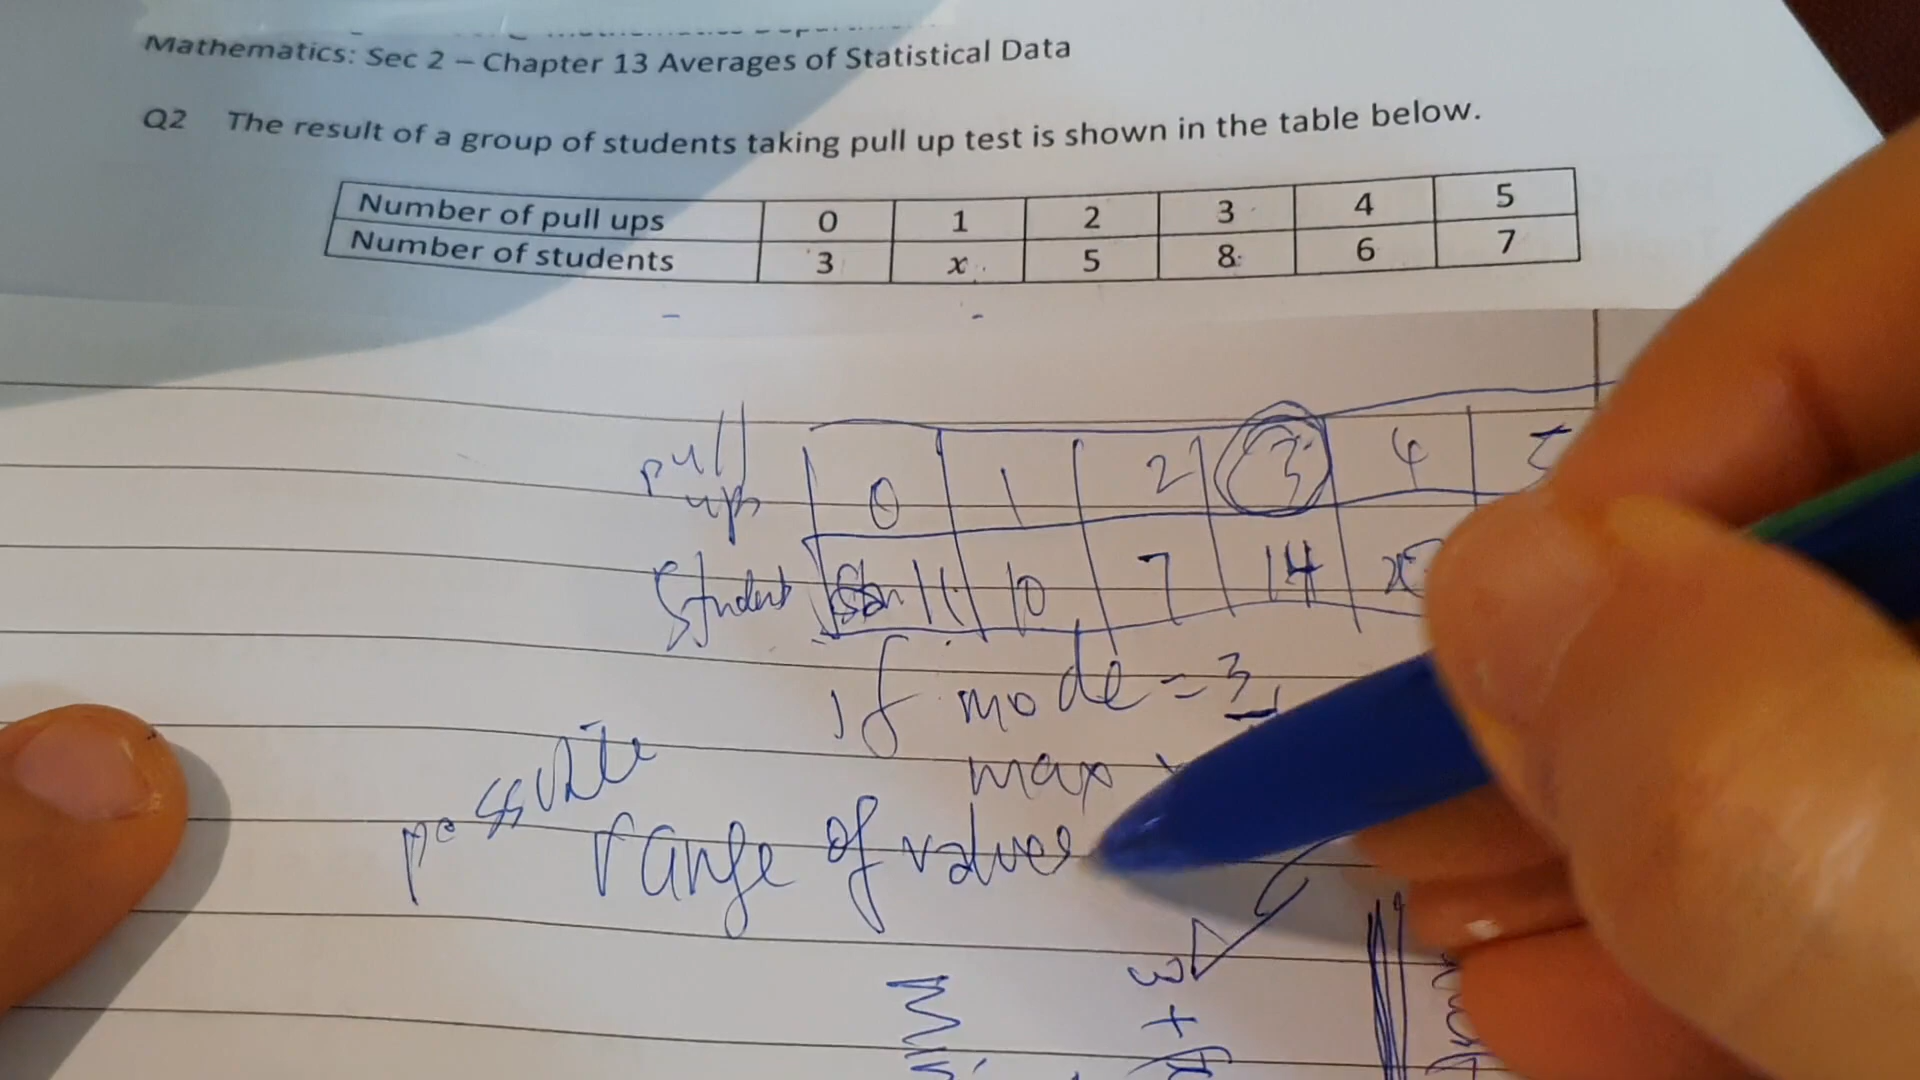 Mathematics: Sec 2 – Chapter 13 Averages of Statistical Data
Q2 The result of a group of students taking pull up test is shown in the table below.
Number of pull ups 0 1 2 3 4 5
Number of students 3 x 5 8 6 7
pull ups 0 1 2 3 4 5
Student 11 10 7 14 x
if mode = 3
max
possible
range of values
3 +